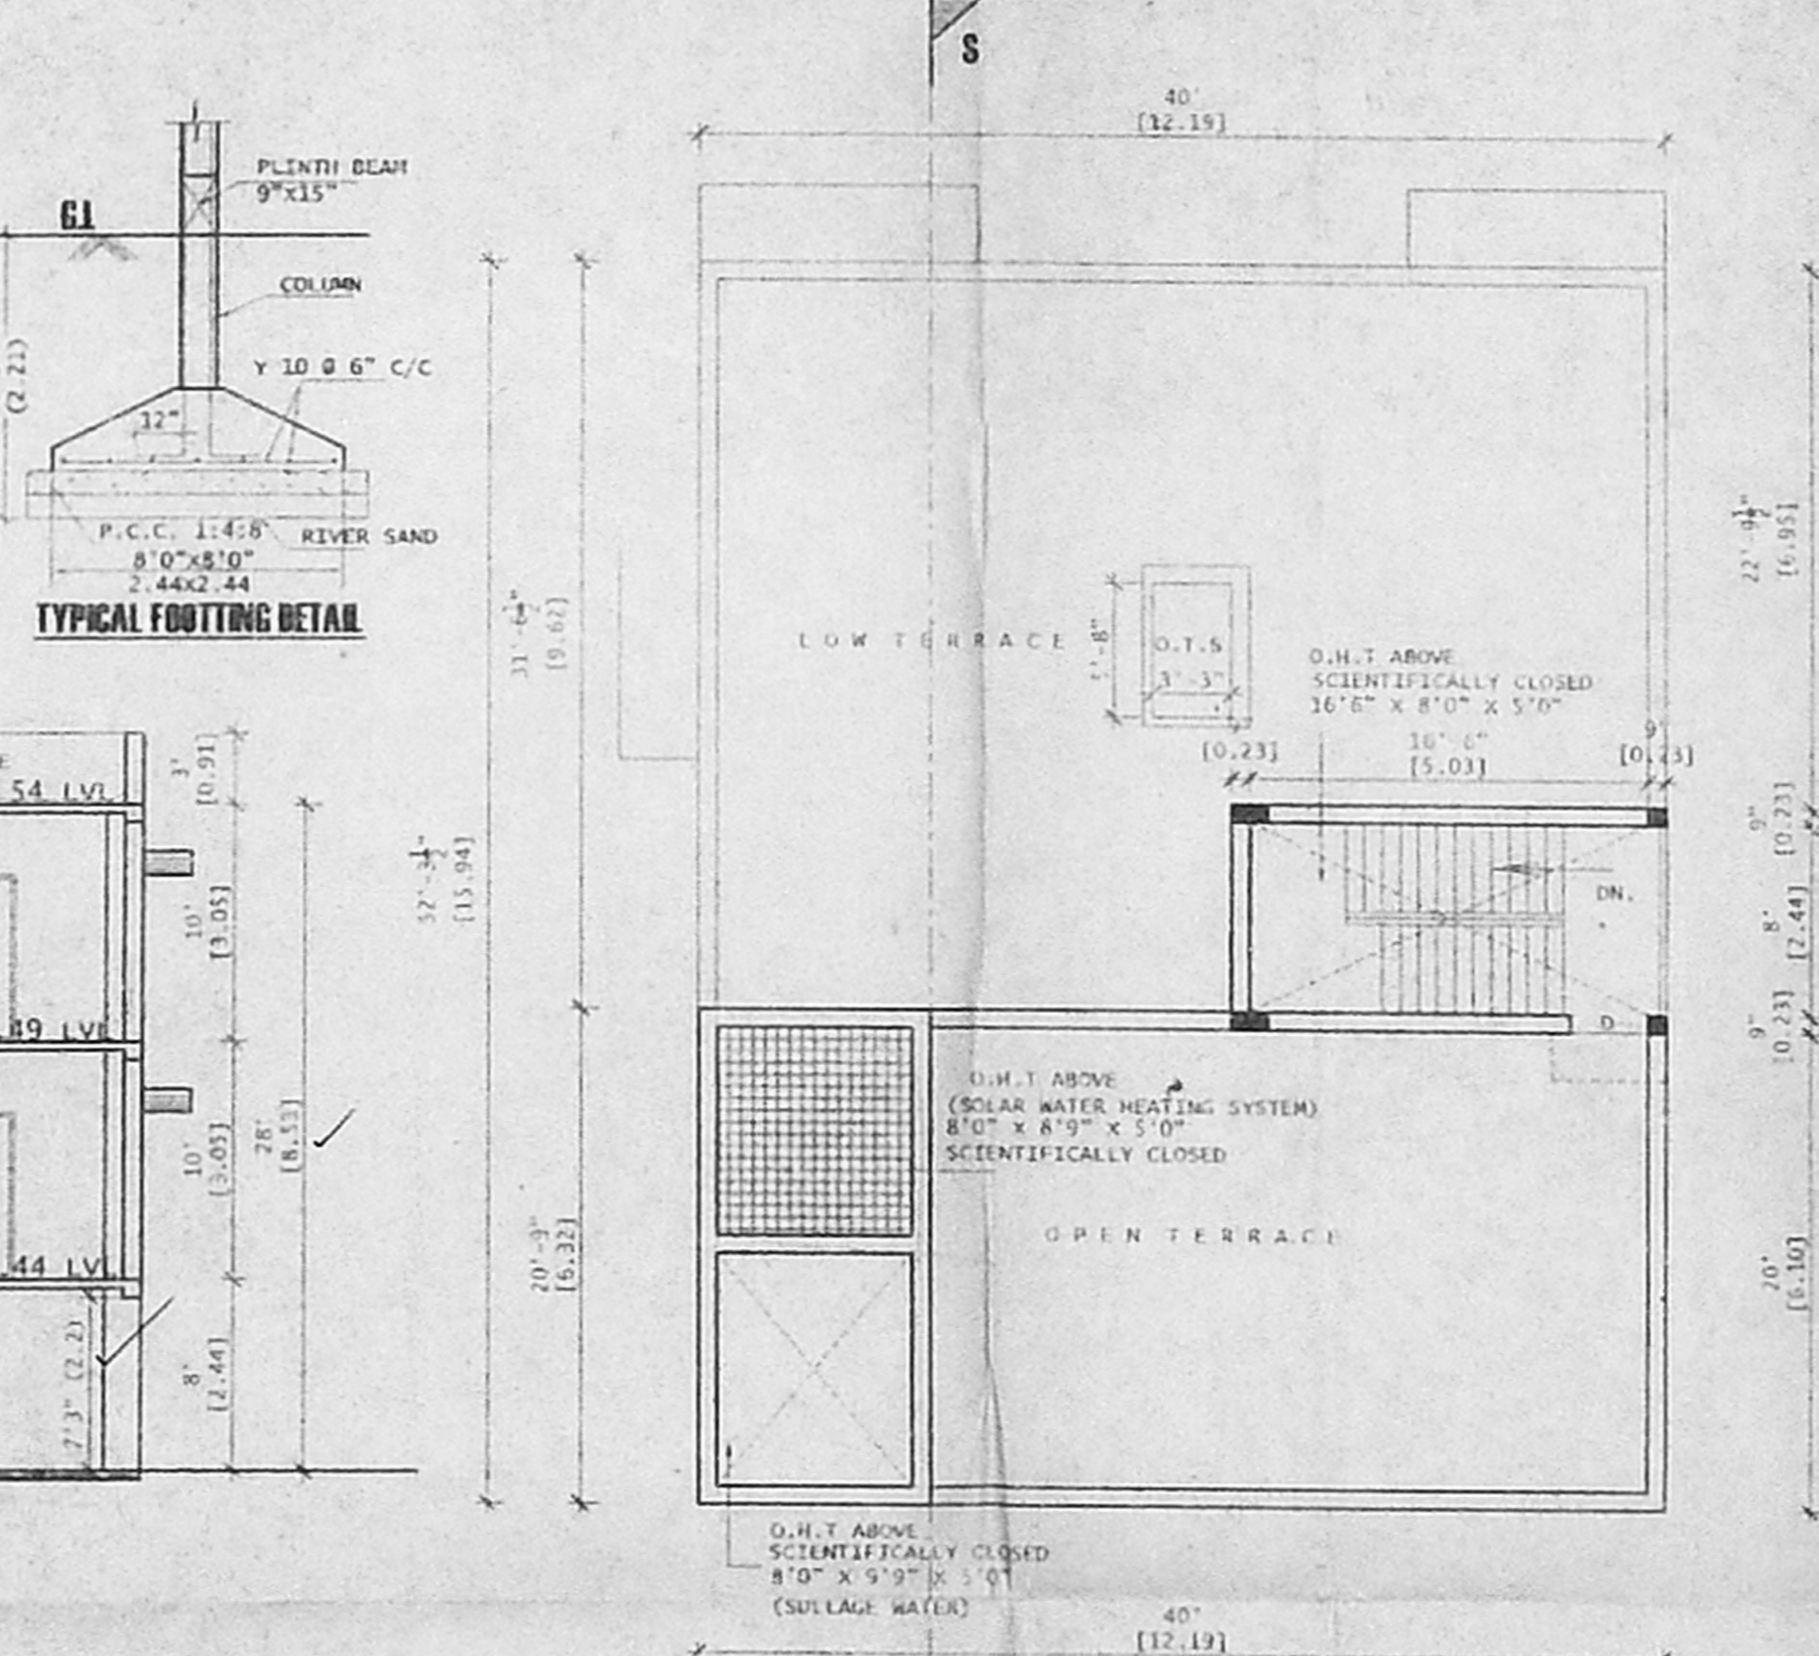 S
40'
[12.19]
PLINTH BEAM
9"X15"
COLUMN
(2.21)
Y 10 @ 6" C/C
12"
P.C.C. 1:4:8
RIVER SAND
8'0"X8'0"
2.44X2.44
TYPICAL FOOTTING DETAIL
22'-9½"
[6.95]
31'-6½"
[9.62]
LOW TERRACE
O.T.S
3'-3"
O.H.T ABOVE
SCIENTIFICALLY CLOSED
16'6" X 8'0" X 5'0"
[0.23]
16'-6"
[5.03]
9"
[0.23]
3'
[0.91]
54 LVL
52'-3½"
[15.94]
10'
[3.05]
9"
[0.23]
8'
[2.44]
9"
[0.23]
DN.
D
49 LVL
O.H.T ABOVE
(SOLAR WATER HEATING SYSTEM)
8'0" X 8'9" X 5'0"
SCIENTIFICALLY CLOSED
10'
[3.05]
28'
[8.53]
20'-9"
[6.32]
OPEN TERRACE
20'
[6.10]
.44 LVL
7'3" (2.2)
8'
[2.44]
O.H.T ABOVE
SCIENTIFICALLY CLOSED
8'0" X 9'9" X 5'0"
(SULLAGE WATER)
40'
[12.19]